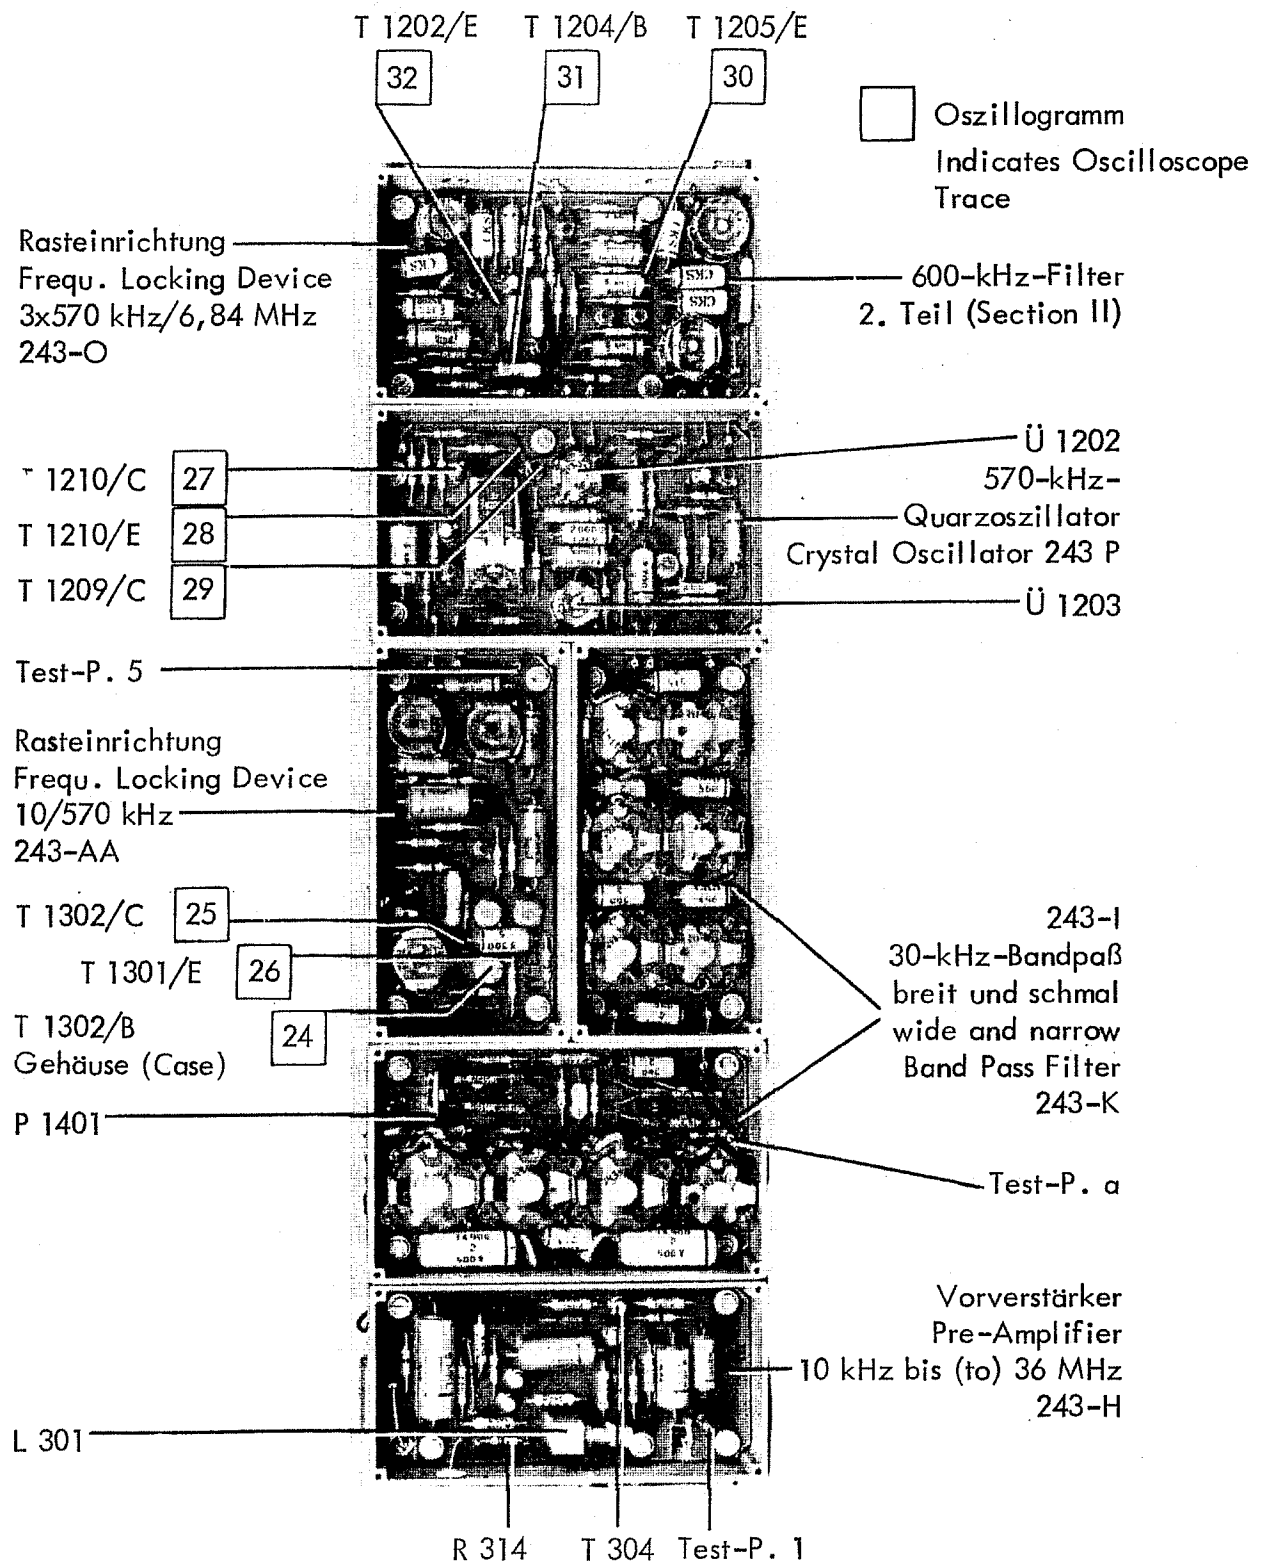 T 1202/E
T 1204/B
T 1205/E
32
31
30
Oszillogramm
Indicates Oscilloscope
Trace
Rasteinrichtung
Frequ. Locking Device
3x570 kHz/6,84 MHz
243-O
600-kHz-Filter
2. Teil (Section II)
CKS
CKS
CKS
T 1210/C
27
T 1210/E
28
T 1209/C
29
Ü 1202
570-kHz-
Quarzoszillator
Crystal Oscillator 243 P
Ü 1203
Test-P. 5
Rasteinrichtung
Frequ. Locking Device
10/570 kHz
243-AA
T 1302/C
25
T 1301/E
26
T 1302/B
24
Gehäuse (Case)
243-I
30-kHz-Bandpaß
breit und schmal
wide and narrow
Band Pass Filter
243-K
P 1401
Test-P. a
Vorverstärker
Pre-Amplifier
10 kHz bis (to) 36 MHz
243-H
L 301
R 314
T 304
Test-P. 1